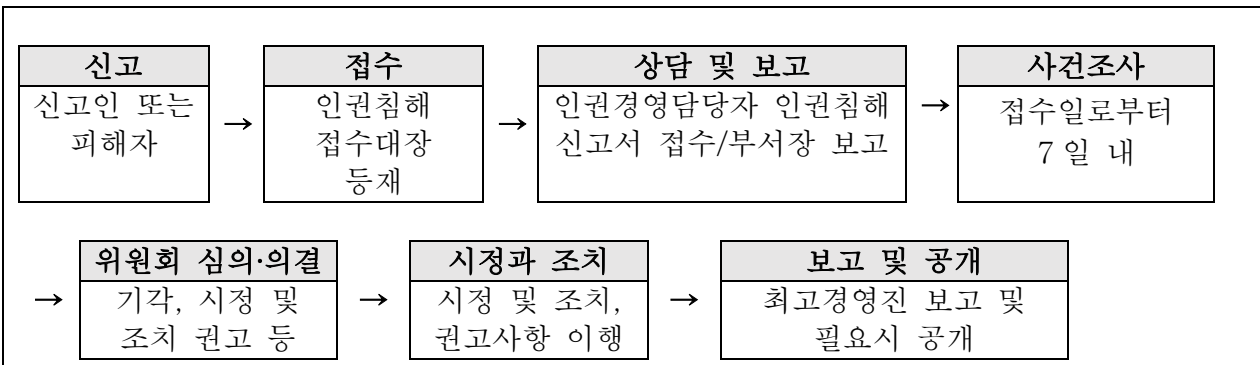 신고
신고인 또는
피해자
→
접수
인권침해
접수대장
등재
→
상담 및 보고
인권경영담당자 인권침해
신고서 접수/부서장 보고
→
사건조사
접수일로부터
7일 내
→
위원회 심의·의결
기각, 시정 및
조치 권고 등
→
시정과 조치
시정 및 조치,
권고사항 이행
→
보고 및 공개
최고경영진 보고 및
필요시 공개